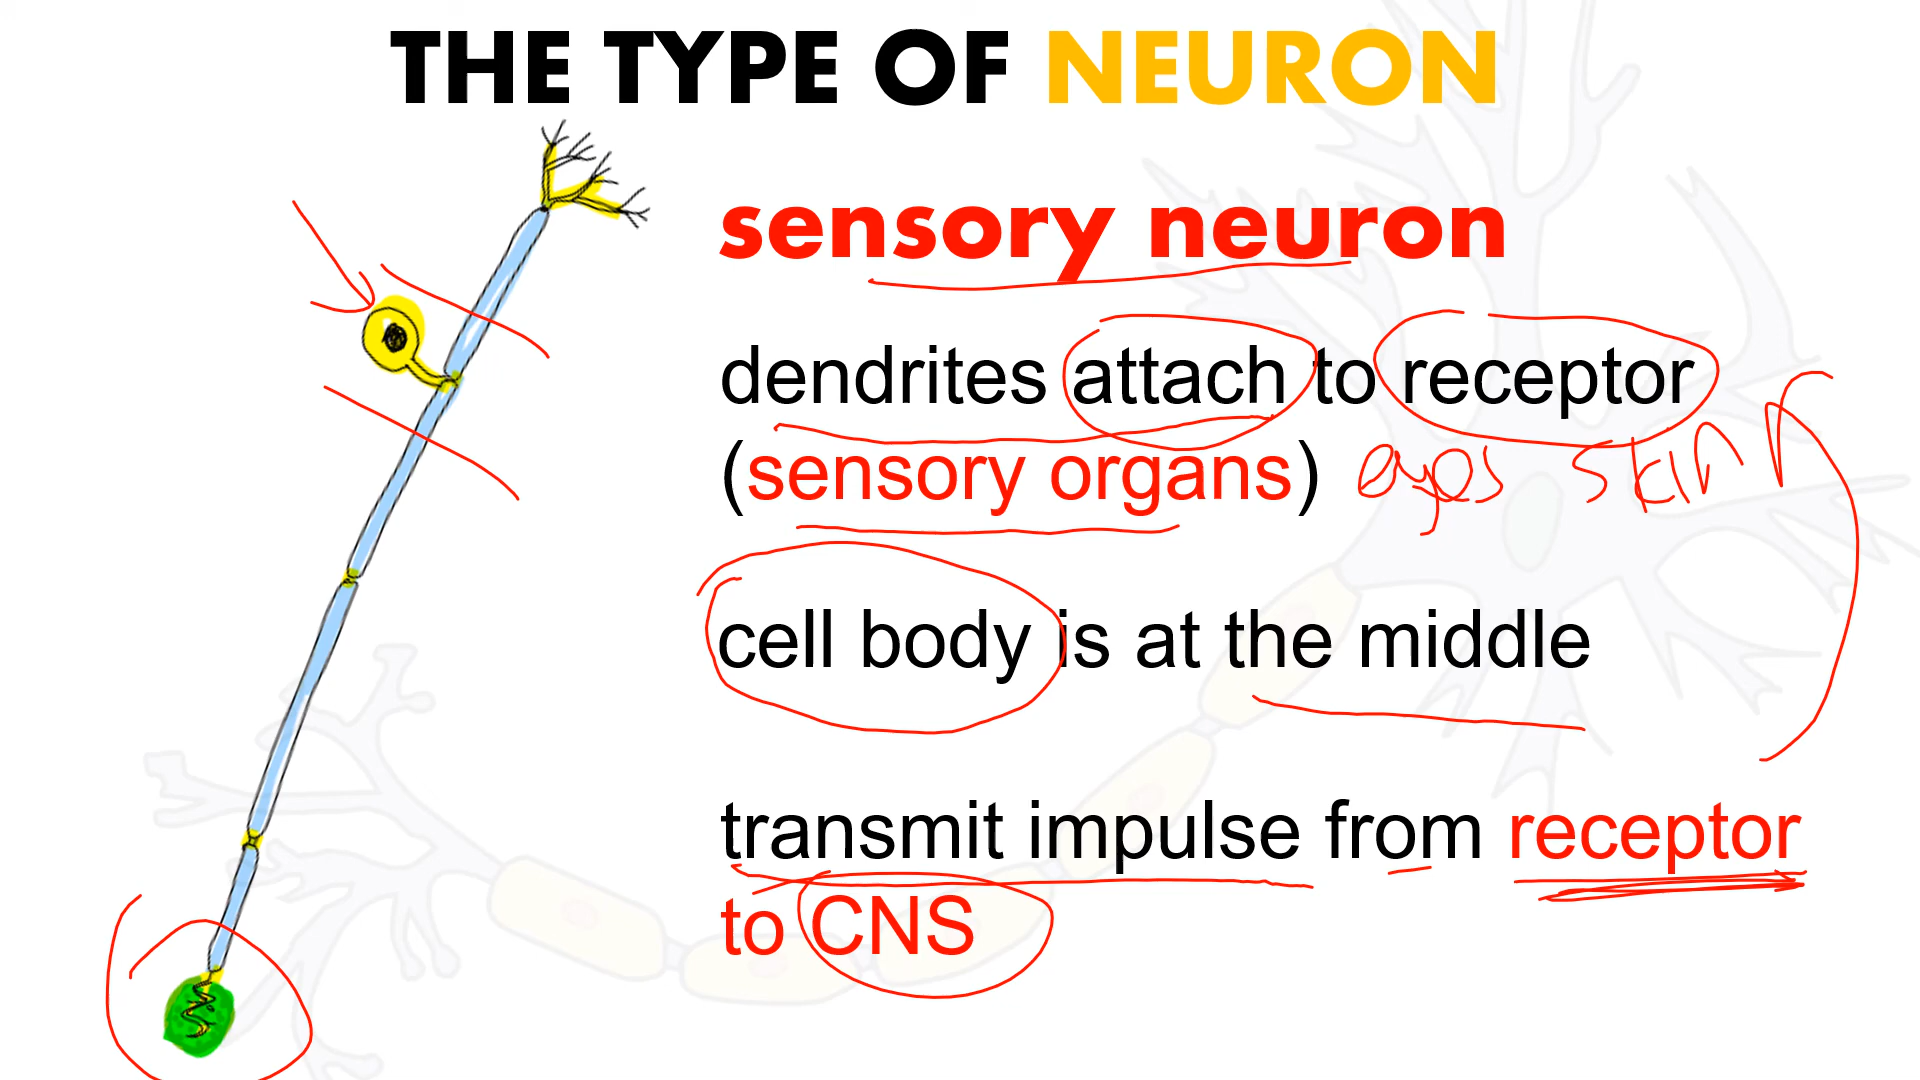 THE TYPE OF NEURON
sensory neuron
dendrites attach to receptor
(sensory organs) eyes skin
cell body is at the middle
transmit impulse from receptor
to CNS